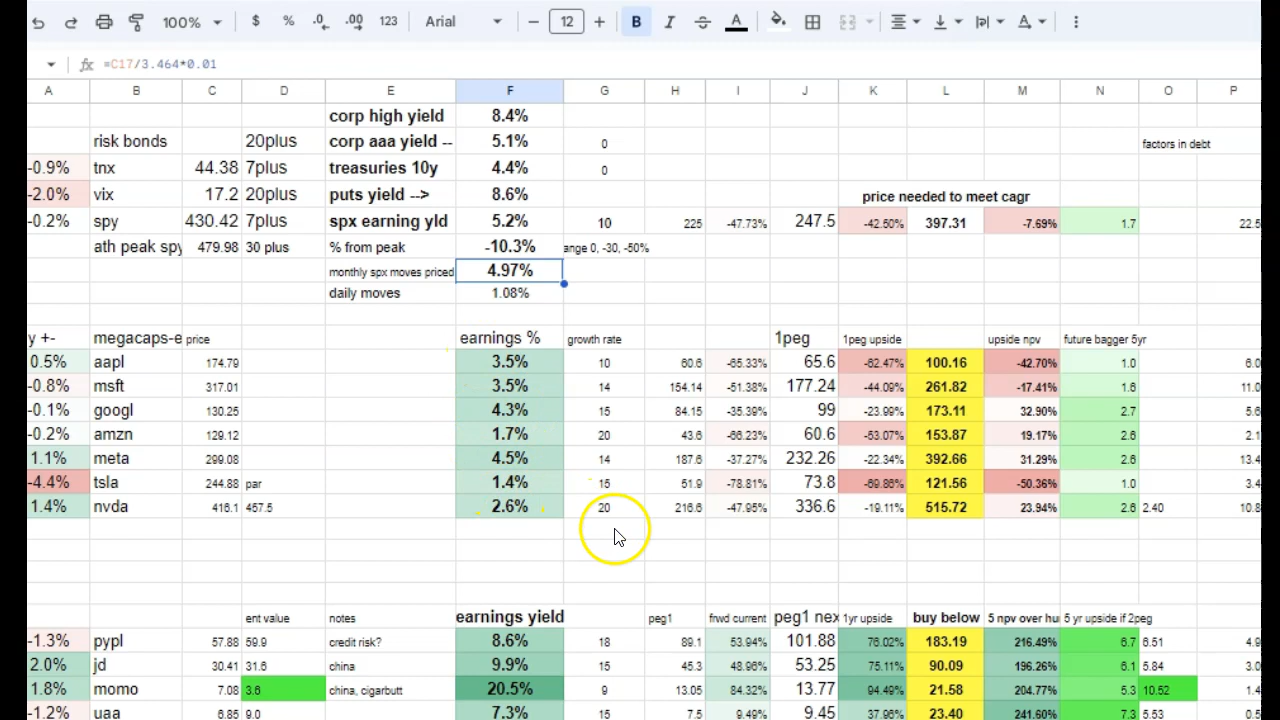 100% $ % .0 .00 123 Arial − 12 + B I A A
fx =C17/3.464*0.01
A B C D E F G H I J K L M N O P
corp high yield 8.4%
risk bonds 20plus corp aaa yield -- 5.1% 0 factors in debt
-0.9% tnx 44.38 7plus treasuries 10y 4.4% 0
-2.0% vix 17.2 20plus puts yield --> 8.6% price needed to meet cagr
-0.2% spy 430.42 7plus spx earning yld 5.2% 10 225 -47.73% 247.5 -42.50% 397.31 -7.69% 1.7 22.5
ath peak spy 479.98 30 plus % from peak -10.3% ange 0, -30, -50%
monthly spx moves priced 4.97%
daily moves 1.08%
y +- megacaps-e price earnings % growth rate 1peg 1peg upside upside npv future bagger 5yr
0.5% aapl 174.79 3.5% 10 60.6 -65.33% 65.6 -62.47% 100.16 -42.70% 1.0 6.0
-0.8% msft 317.01 3.5% 14 154.14 -51.38% 177.24 -44.09% 261.82 -17.41% 1.6 11.0
-0.1% googl 130.25 4.3% 15 84.15 -35.39% 99 -23.99% 173.11 32.90% 2.7 5.6
-0.2% amzn 129.12 1.7% 20 43.6 -66.23% 60.6 -53.07% 153.87 19.17% 2.6 2.1
1.1% meta 299.08 4.5% 14 187.6 -37.27% 232.26 -22.34% 392.66 31.29% 2.6 13.4
-4.4% tsla 244.88 par 1.4% 15 51.9 -78.81% 73.8 -69.86% 121.56 -50.36% 1.0 3.4
1.4% nvda 416.1 457.5 2.6% 20 216.6 -47.95% 336.6 -19.11% 515.72 23.94% 2.6 2.40 10.8
ent value notes earnings yield peg1 frwd current peg1 nex 1yr upside buy below 5 npv over hu 5 yr upside if 2peg
-1.3% pypl 57.88 59.9 credit risk? 8.6% 18 89.1 53.94% 101.88 76.02% 183.19 216.49% 6.7 6.51 4.9
2.0% jd 30.41 31.6 china 9.9% 15 45.3 48.96% 53.25 75.11% 90.09 196.26% 6.1 5.84 3.0
1.8% momo 7.08 3.6 china, cigarbutt 20.5% 9 13.05 84.32% 13.77 94.49% 21.58 204.77% 5.3 10.52 1.4
-1.2% uaa 6.85 9.0 7.3% 15 7.5 9.49% 9.45 37.96% 23.40 241.60% 7.3 5.53 0.5